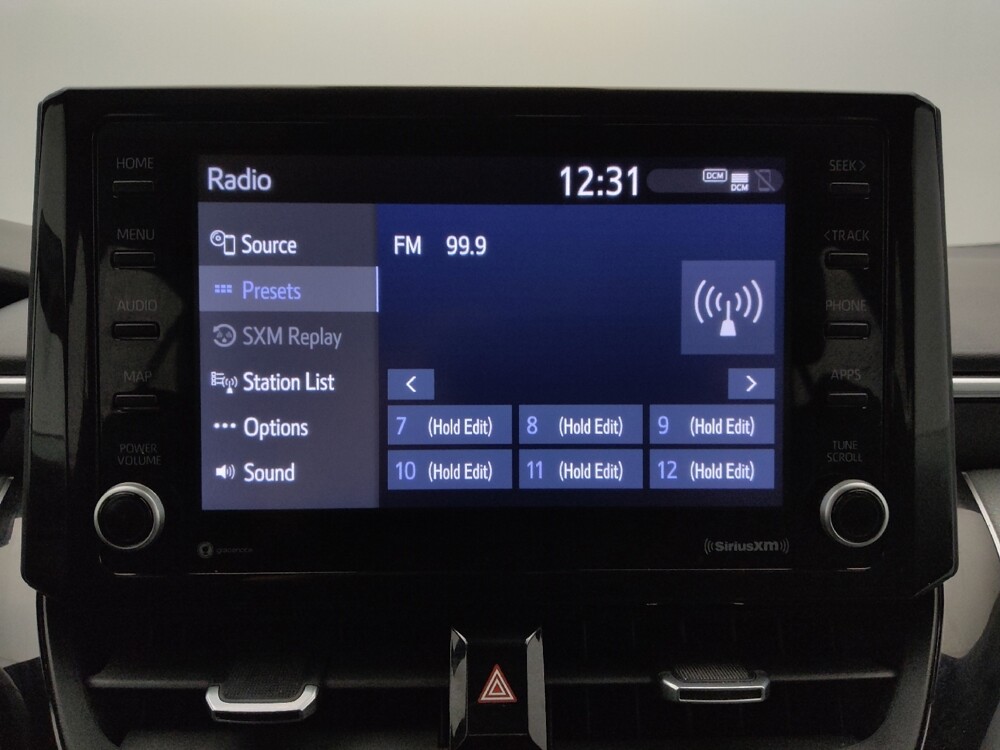 HOME
MENU
AUDIO
MAP
POWER
VOLUME
Radio
12:31
DCM
DCM
Source
Presets
SXM Replay
Station List
Options
Sound
FM 99.9
<
>
7 (Hold Edit)
8 (Hold Edit)
9 (Hold Edit)
10 (Hold Edit)
11 (Hold Edit)
12 (Hold Edit)
SEEK >
< TRACK
PHONE
APPS
TUNE
SCROLL
gracenote
SiriusXM